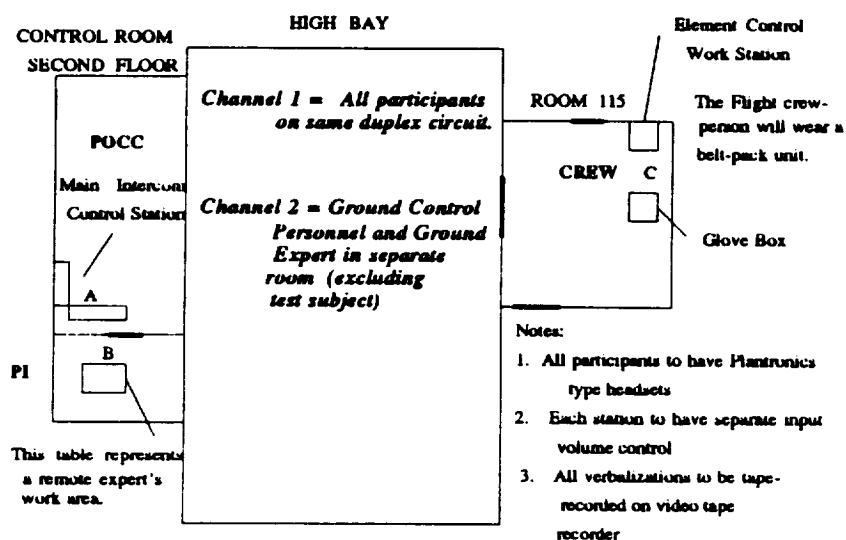 HIGH BAY
CONTROL ROOM
SECOND FLOOR
POCC
Main Intercom
Control Station
A
B
PI
This table represents
a remote expert's
work area.
Channel 1 = All participants
on same duplex circuit.
Channel 2 = Ground Control
Personnel and Ground
Expert in separate
room (excluding
test subject)
ROOM 115
CREW C
Element Control
Work Station
The Flight crew-
person will wear a
belt-pack unit.
Glove Box
Notes:
1. All participants to have Plantronics
type headsets
2. Each station to have separate input
volume control
3. All verbalizations to be tape-
recorded on video tape
recorder